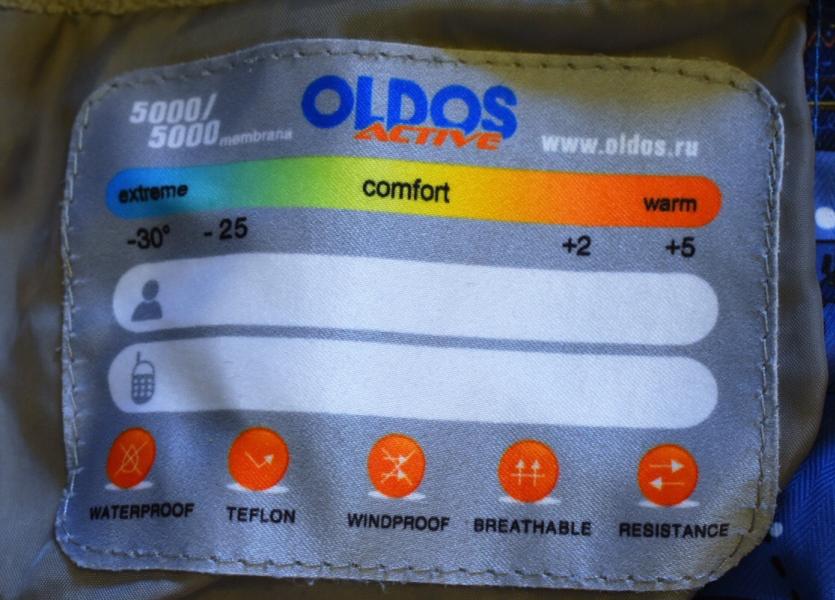 5000/
5000 membrana
OLDOS
ACTIVE
www.oldos.ru
extreme comfort warm
-30° - 25 +2 +5
WATERPROOF TEFLON WINDPROOF BREATHABLE RESISTANCE